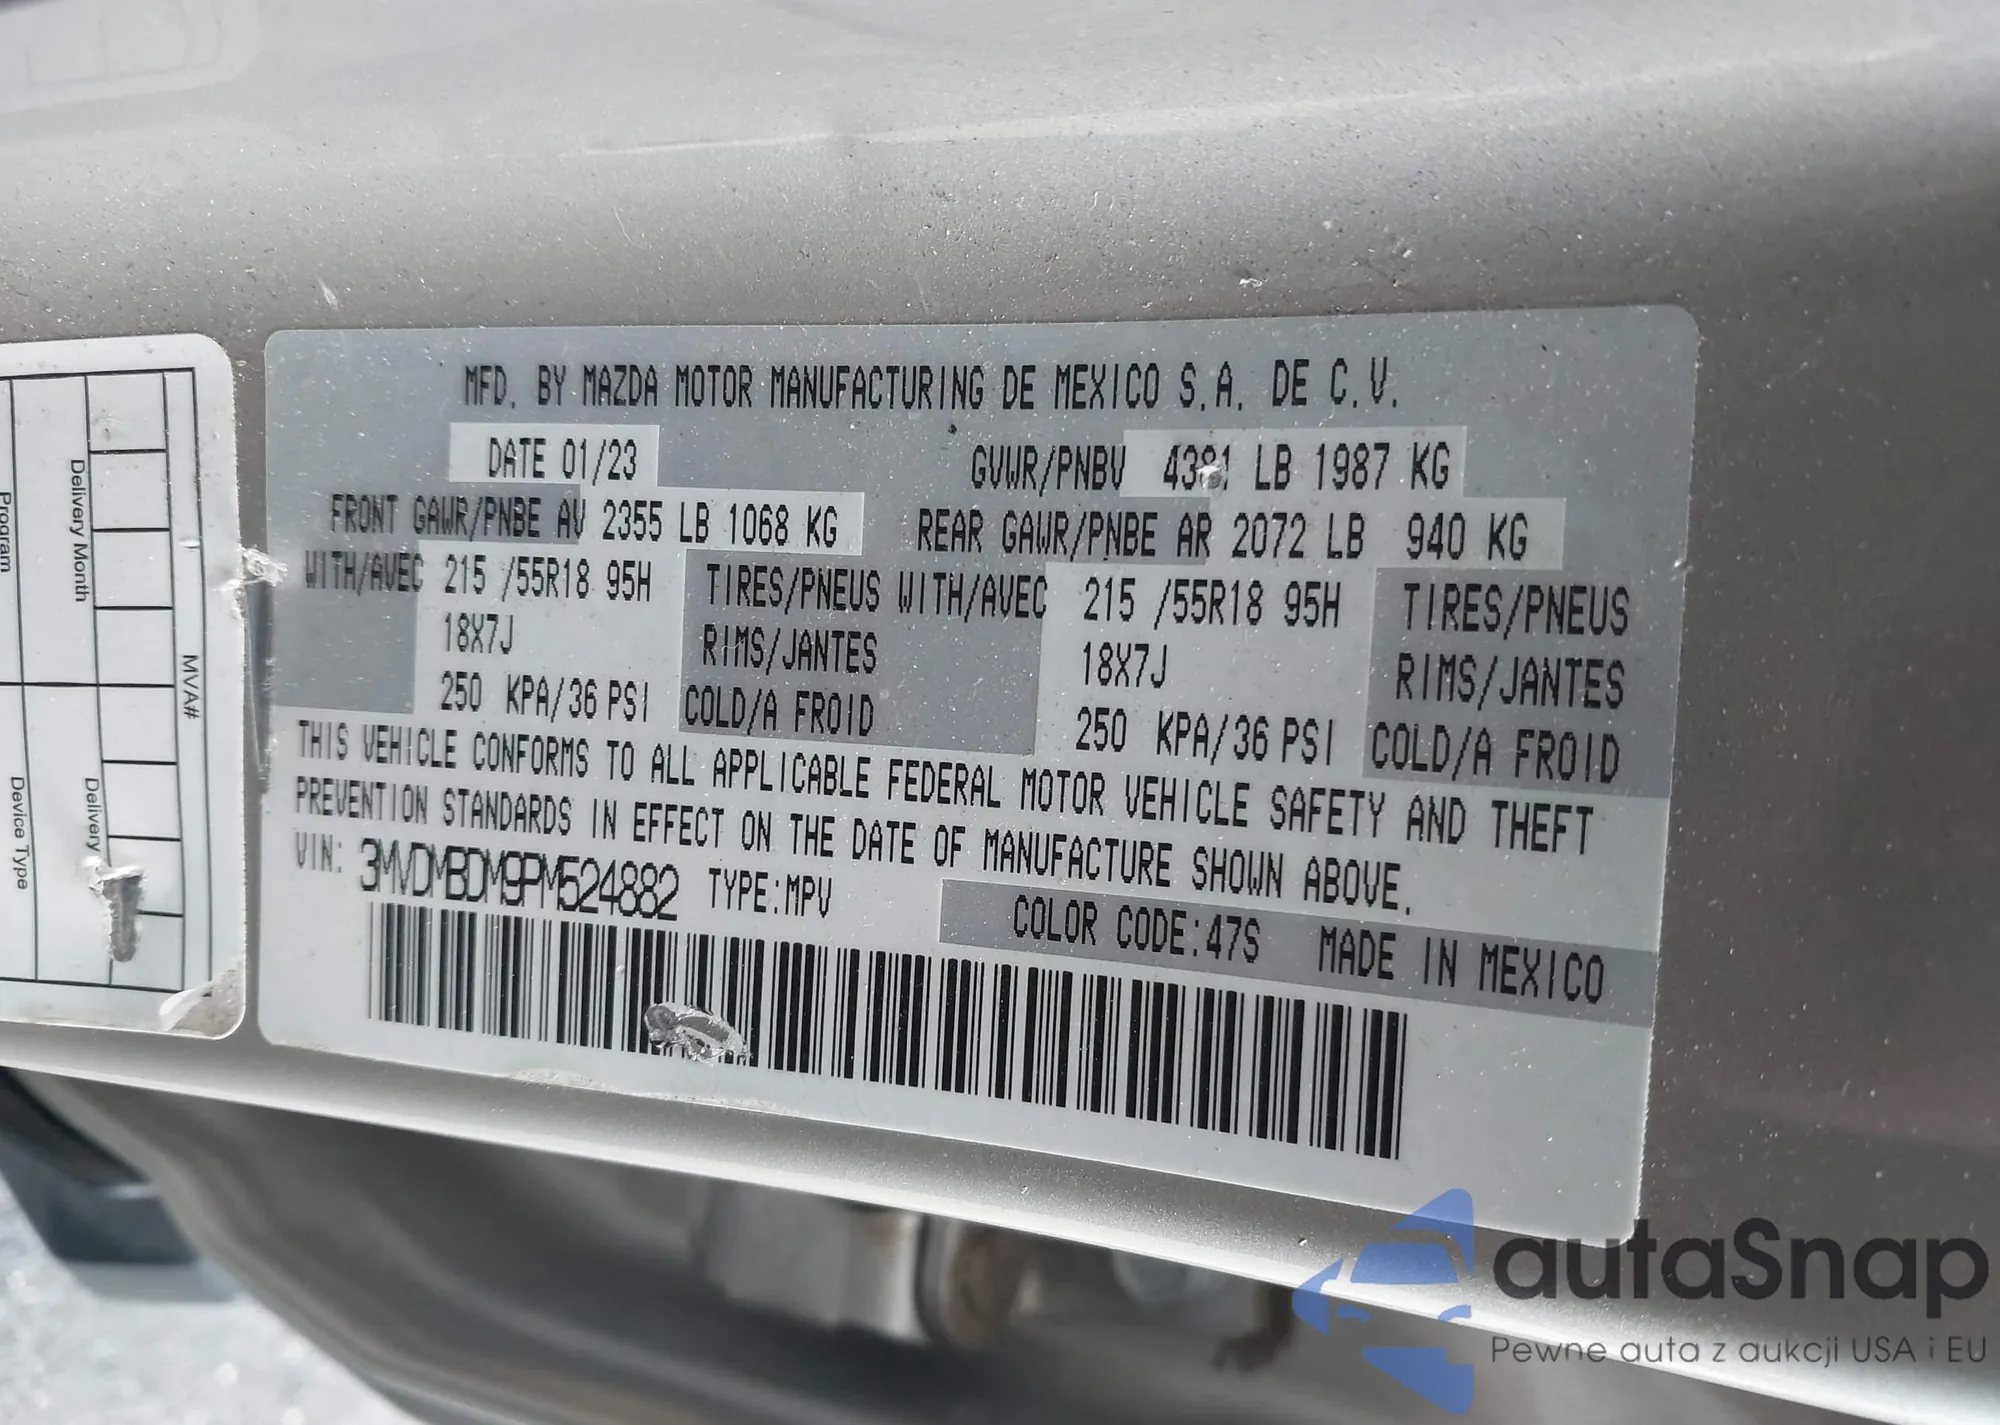 MFD. BY MAZDA MOTOR MANUFACTURING DE MEXICO S.A. DE C.V.
DATE 01/23 GVWR/PNBV 4381 LB 1987 KG
FRONT GAWR/PNBE AV 2355 LB 1068 KG REAR GAWR/PNBE AR 2072 LB 940 KG
WITH/AVEC 215 /55R18 95H TIRES/PNEUS WITH/AVEC 215 /55R18 95H TIRES/PNEUS
18X7J RIMS/JANTES 18X7J RIMS/JANTES
250 KPA/36 PSI COLD/A FROID 250 KPA/36 PSI COLD/A FROID
THIS VEHICLE CONFORMS TO ALL APPLICABLE FEDERAL MOTOR VEHICLE SAFETY AND THEFT
PREVENTION STANDARDS IN EFFECT ON THE DATE OF MANUFACTURE SHOWN ABOVE.
VIN: 3MVDMBDM9PM524882 TYPE:MPV
COLOR CODE:47S MADE IN MEXICO
MVA#
Delivery Month
Delivery
Program
Device Type
autaSnap
Pewne auta z aukcji USA i EU